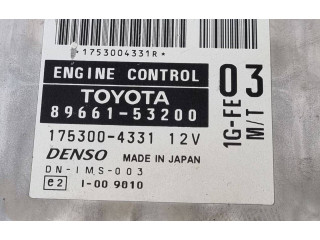 *1753004331R*
ENGINE CONTROL
TOYOTA
89661-53200
03
1G-FE
M/T
175300-4331 12V
DENSO MADE IN JAPAN
DN-IMS-003
e2 I-00 9010